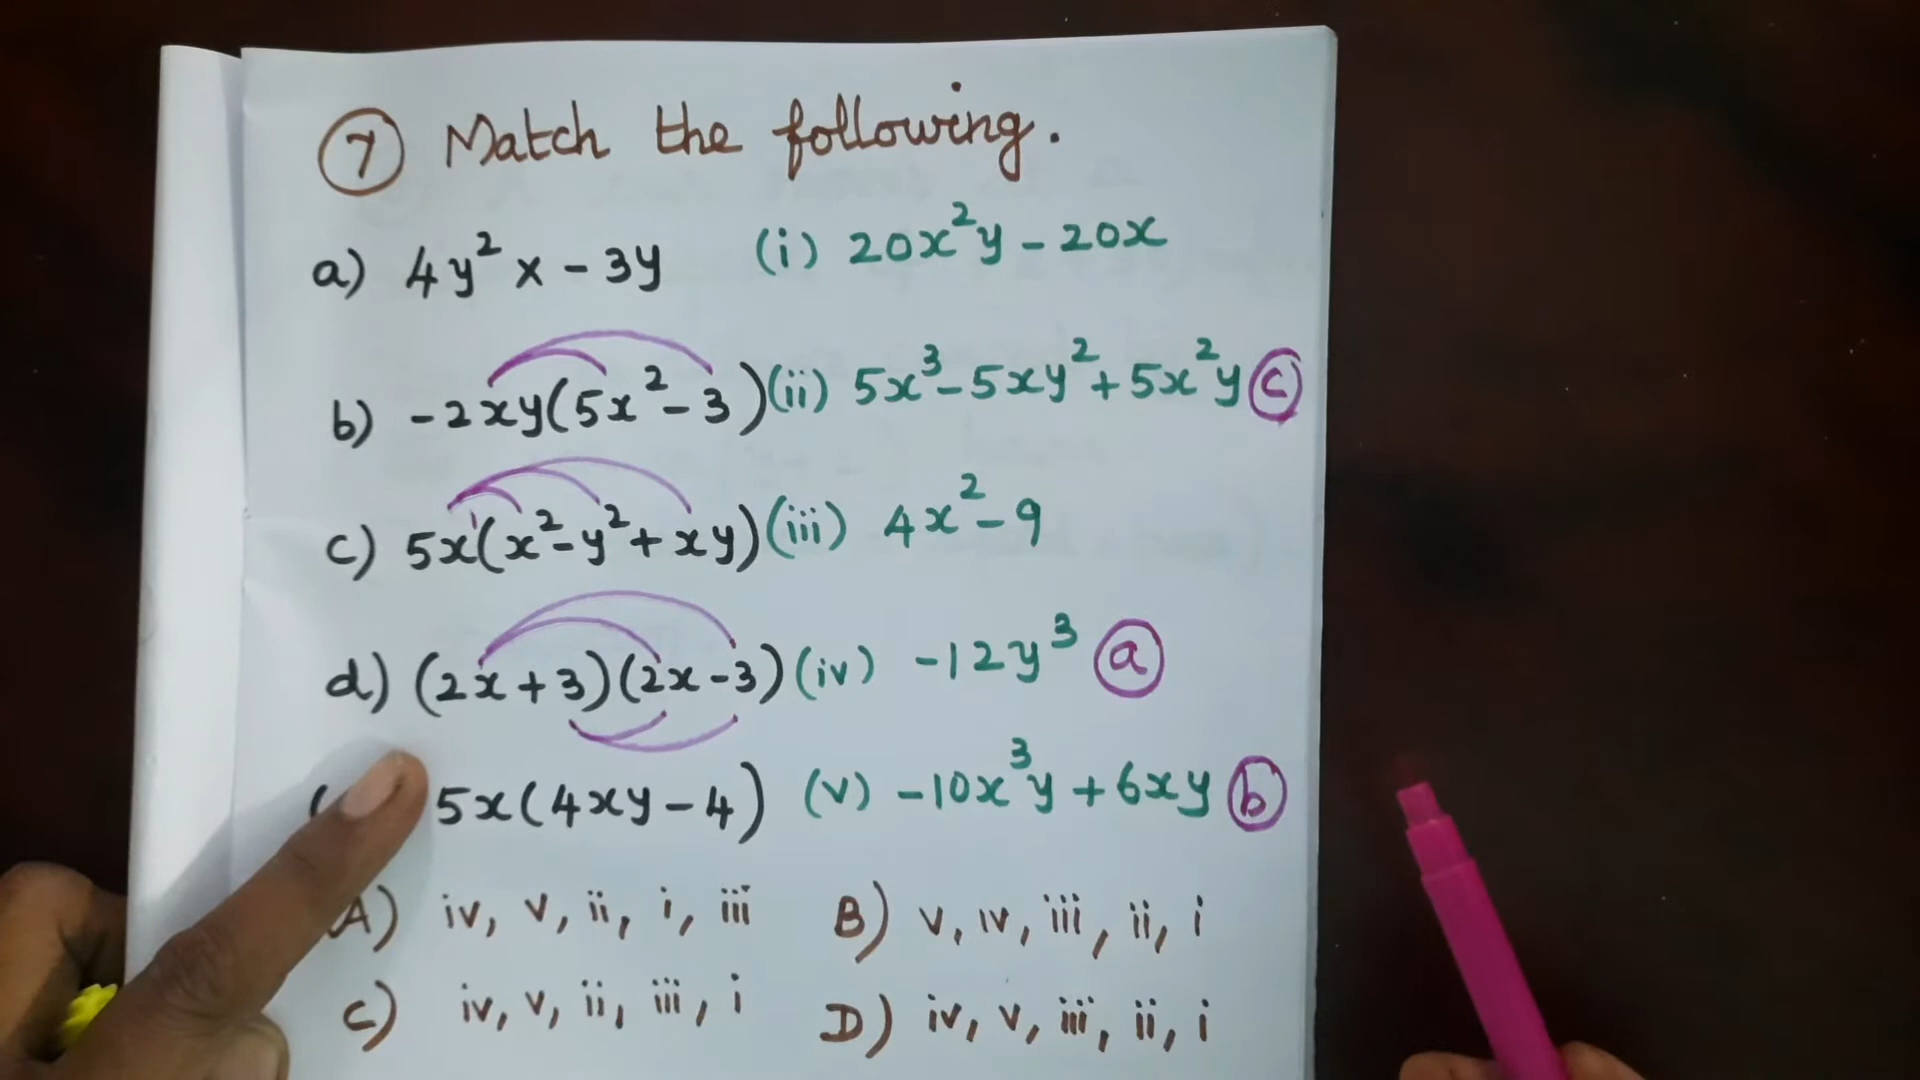 7 Match the following.
a) 4y² x - 3y (i) 20x²y - 20x
b) -2xy(5x² - 3) (ii) 5x³ - 5xy² + 5x²y c
c) 5x(x² - y² + xy) (iii) 4x² - 9
d) (2x + 3)(2x - 3) (iv) -12y³ a
( 5x(4xy - 4) (v) -10x³y + 6xy b
A) iv, v, ii, i, iii B) v, iv, iii, ii, i
C) iv, v, ii, iii, i D) iv, v, iii, ii, i